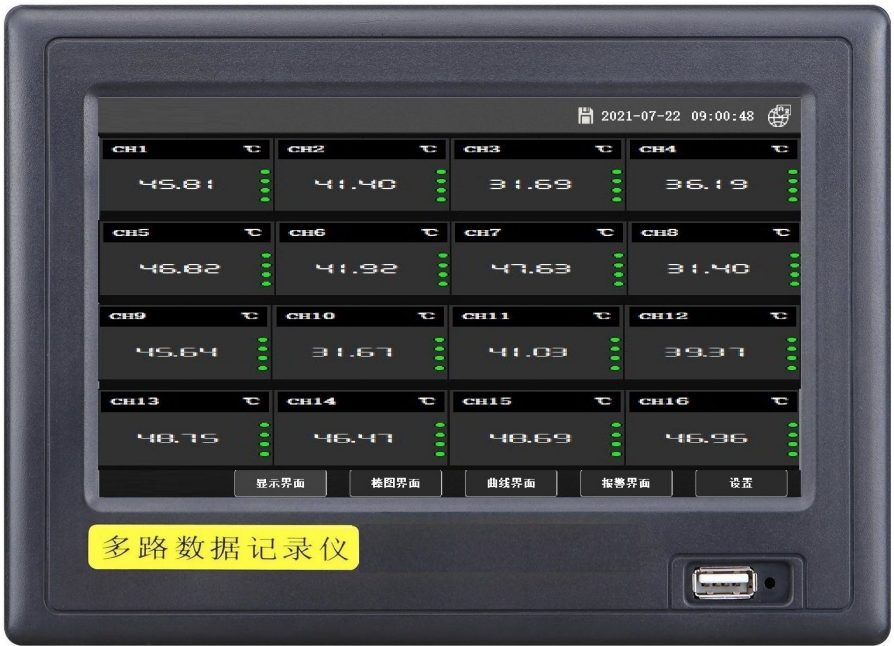 2021-07-22 09:00:48
CH1 ℃ CH2 ℃ CH3 ℃ CH4 ℃
45.81 41.40 31.69 36.19
CH5 ℃ CH6 ℃ CH7 ℃ CH8 ℃
46.82 41.92 47.63 31.40
CH9 ℃ CH10 ℃ CH11 ℃ CH12 ℃
45.64 31.67 41.03 39.37
CH13 ℃ CH14 ℃ CH15 ℃ CH16 ℃
48.75 46.47 48.69 46.96
显示界面 棒图界面 曲线界面 报警界面 设置
多路数据记录仪